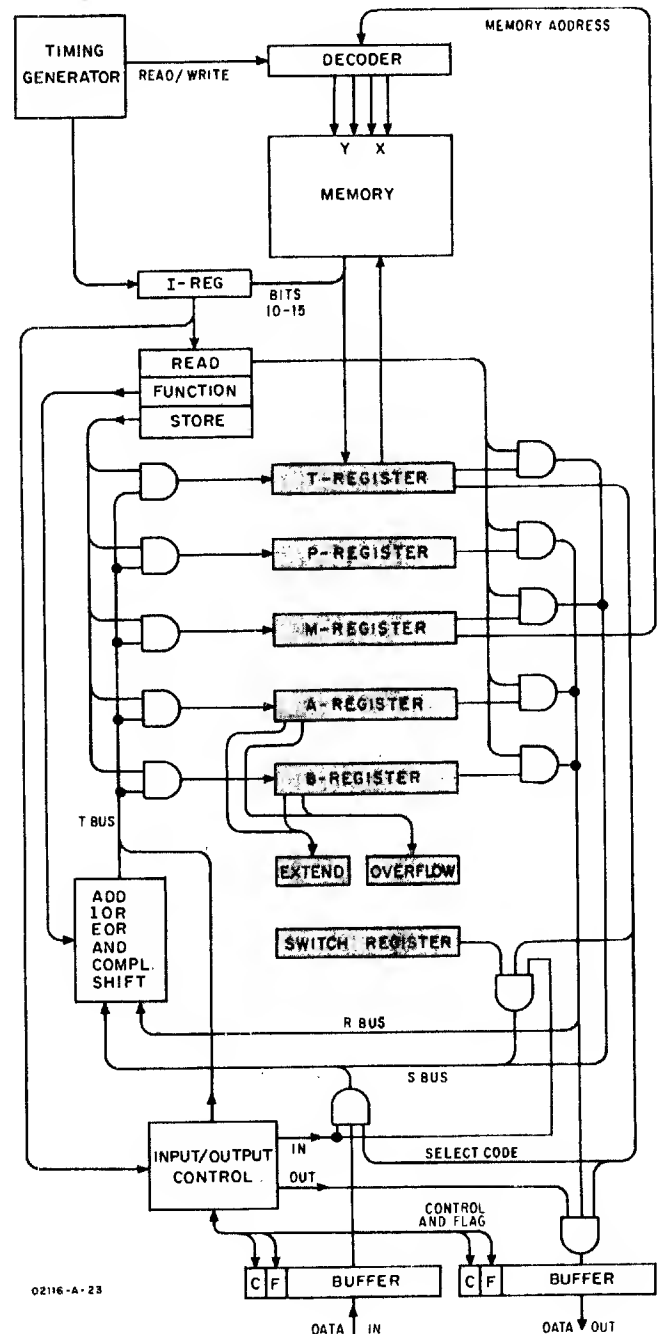 MEMORY ADDRESS
TIMING
GENERATOR
READ/WRITE
DECODER
Y X
MEMORY
I-REG
BITS
10-15
READ
FUNCTION
STORE
T-REGISTER
P-REGISTER
M-REGISTER
A-REGISTER
B-REGISTER
T BUS
EXTEND
OVERFLOW
ADD
IOR
EOR
AND
COMPL.
SHIFT
SWITCH REGISTER
R BUS
S BUS
INPUT/OUTPUT
CONTROL
IN
OUT
SELECT CODE
CONTROL
AND FLAG
C F BUFFER
C F BUFFER
02116-A-23
DATA IN
DATA OUT